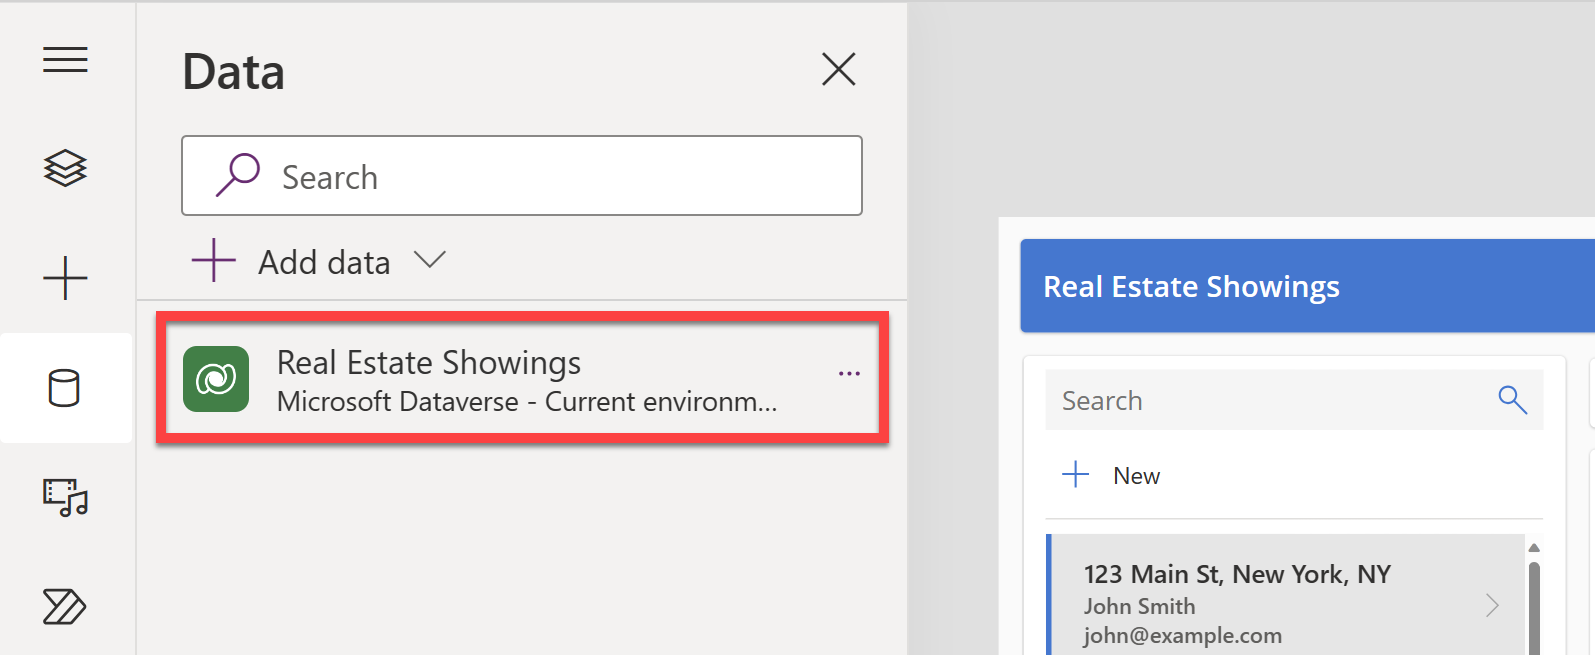 Data
Search
Add data
Real Estate Showings
Microsoft Dataverse - Current environm...
Real Estate Showings
Search
New
123 Main St, New York, NY
John Smith
john@example.com